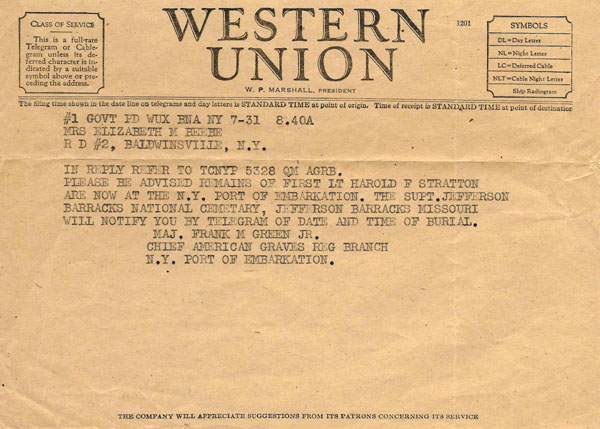 CLASS OF SERVICE
This is a full-rate
Telegram or Cable-
gram unless its de-
ferred character is in-
dicated by a suitable
symbol above or pre-
ceding the address.
WESTERN
UNION
W. P. MARSHALL, PRESIDENT
1201
SYMBOLS
DL=Day Letter
NL=Night Letter
LC=Deferred Cable
NLT=Cable Night Letter
Ship Radiogram
The filing time shown in the date line on telegrams and day letters is STANDARD TIME at point of origin. Time of receipt is STANDARD TIME at point of destination
#1 GOVT PD WUX BNA NY 7-31 8.40A
MRS ELIZABETH M BEEBE
R D #2, BALDWINSVILLE, N.Y.
IN REPLY REFER TO TCNYP 5328 QM AGRB.
PLEASE BE ADVISED REMAINS OF FIRST LT HAROLD F STRATTON
ARE NOW AT THE N.Y. PORT OF EMBARKATION. THE SUPT.JEFFERSON
BARRACKS NATIONAL CEMETARY, JEFFERSON BARRACKS MISSOURI
WILL NOTIFY YOU BY TELEGRAM OF DATE AND TIME OF BURIAL.
MAJ. FRANK M GREEN JR.
CHIEF AMERICAN GRAVES REG BRANCH
N.Y. PORT OF EMBARKATION.
THE COMPANY WILL APPRECIATE SUGGESTIONS FROM ITS PATRONS CONCERNING ITS SERVICE